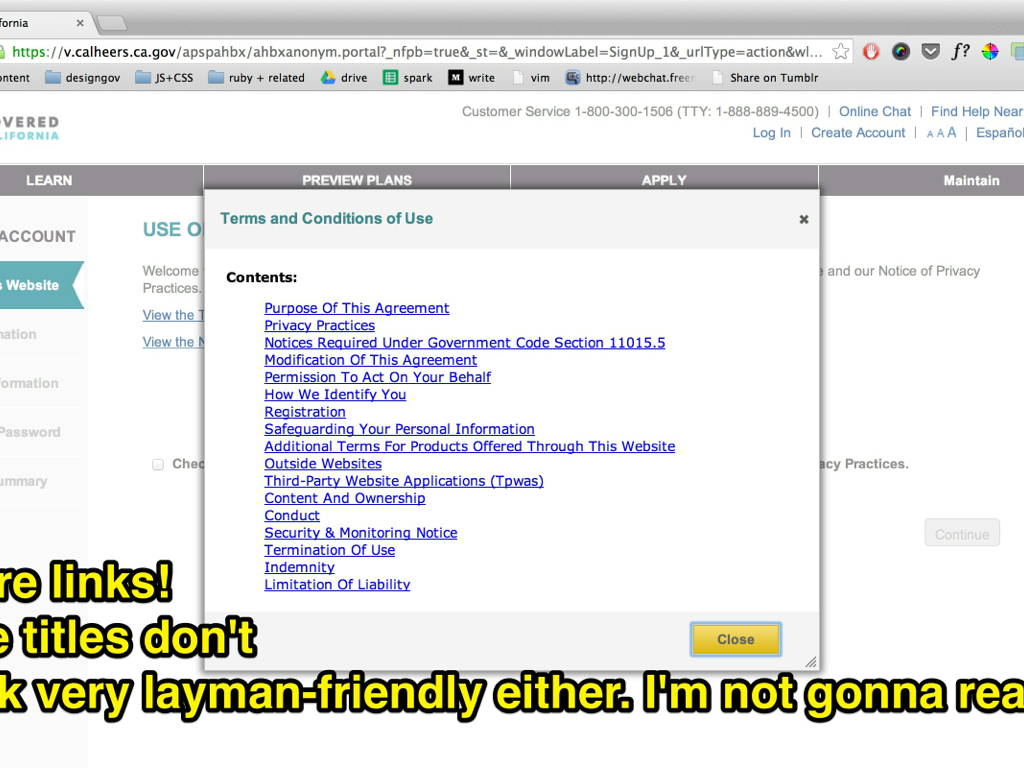 fornia
https://v.calheers.ca.gov/apspahbx/ahbxanonym.portal?_nfpb=true&_st=&_windowLabel=SignUp_1&_urlType=action&wl...
f?
ontent designgov JS+CSS ruby + related drive spark write vim http://webchat.freen Share on Tumblr
Customer Service 1-800-300-1506 (TTY: 1-888-889-4500) | Online Chat | Find Help Near
Log In | Create Account | A A A | Español
OVERED
LIFORNIA
LEARN PREVIEW PLANS APPLY Maintain
ACCOUNT
s Website
mation
formation
Password
ummary
USE O
Welcome
Practices.
e and our Notice of Privacy
View the T
View the N
Chec
acy Practices.
Continue
Terms and Conditions of Use
Contents:
Purpose Of This Agreement
Privacy Practices
Notices Required Under Government Code Section 11015.5
Modification Of This Agreement
Permission To Act On Your Behalf
How We Identify You
Registration
Safeguarding Your Personal Information
Additional Terms For Products Offered Through This Website
Outside Websites
Third-Party Website Applications (Tpwas)
Content And Ownership
Conduct
Security & Monitoring Notice
Termination Of Use
Indemnity
Limitation Of Liability
Close
re links!
e titles don't
k very layman-friendly either. I'm not gonna rea